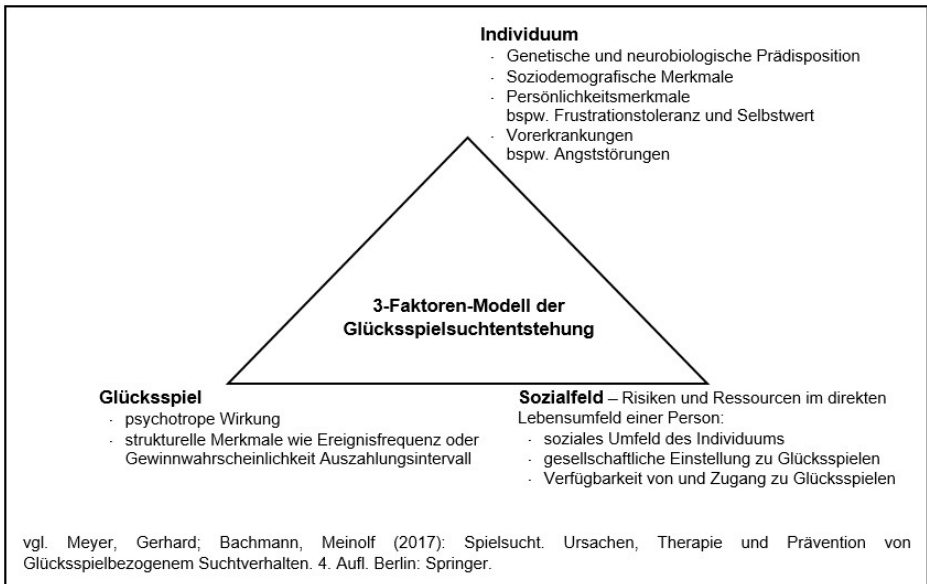 Individuum
· Genetische und neurobiologische Prädisposition
· Soziodemografische Merkmale
· Persönlichkeitsmerkmale
bspw. Frustrationstoleranz und Selbstwert
· Vorerkrankungen
bspw. Angststörungen
3-Faktoren-Modell der
Glücksspielsuchtentstehung
Glücksspiel
· psychotrope Wirkung
· strukturelle Merkmale wie Ereignisfrequenz oder
Gewinnwahrscheinlichkeit Auszahlungsintervall
Sozialfeld – Risiken und Ressourcen im direkten
Lebensumfeld einer Person:
· soziales Umfeld des Individuums
· gesellschaftliche Einstellung zu Glücksspielen
· Verfügbarkeit von und Zugang zu Glücksspielen
vgl. Meyer, Gerhard; Bachmann, Meinolf (2017): Spielsucht. Ursachen, Therapie und Prävention von
Glücksspielbezogenem Suchtverhalten. 4. Aufl. Berlin: Springer.